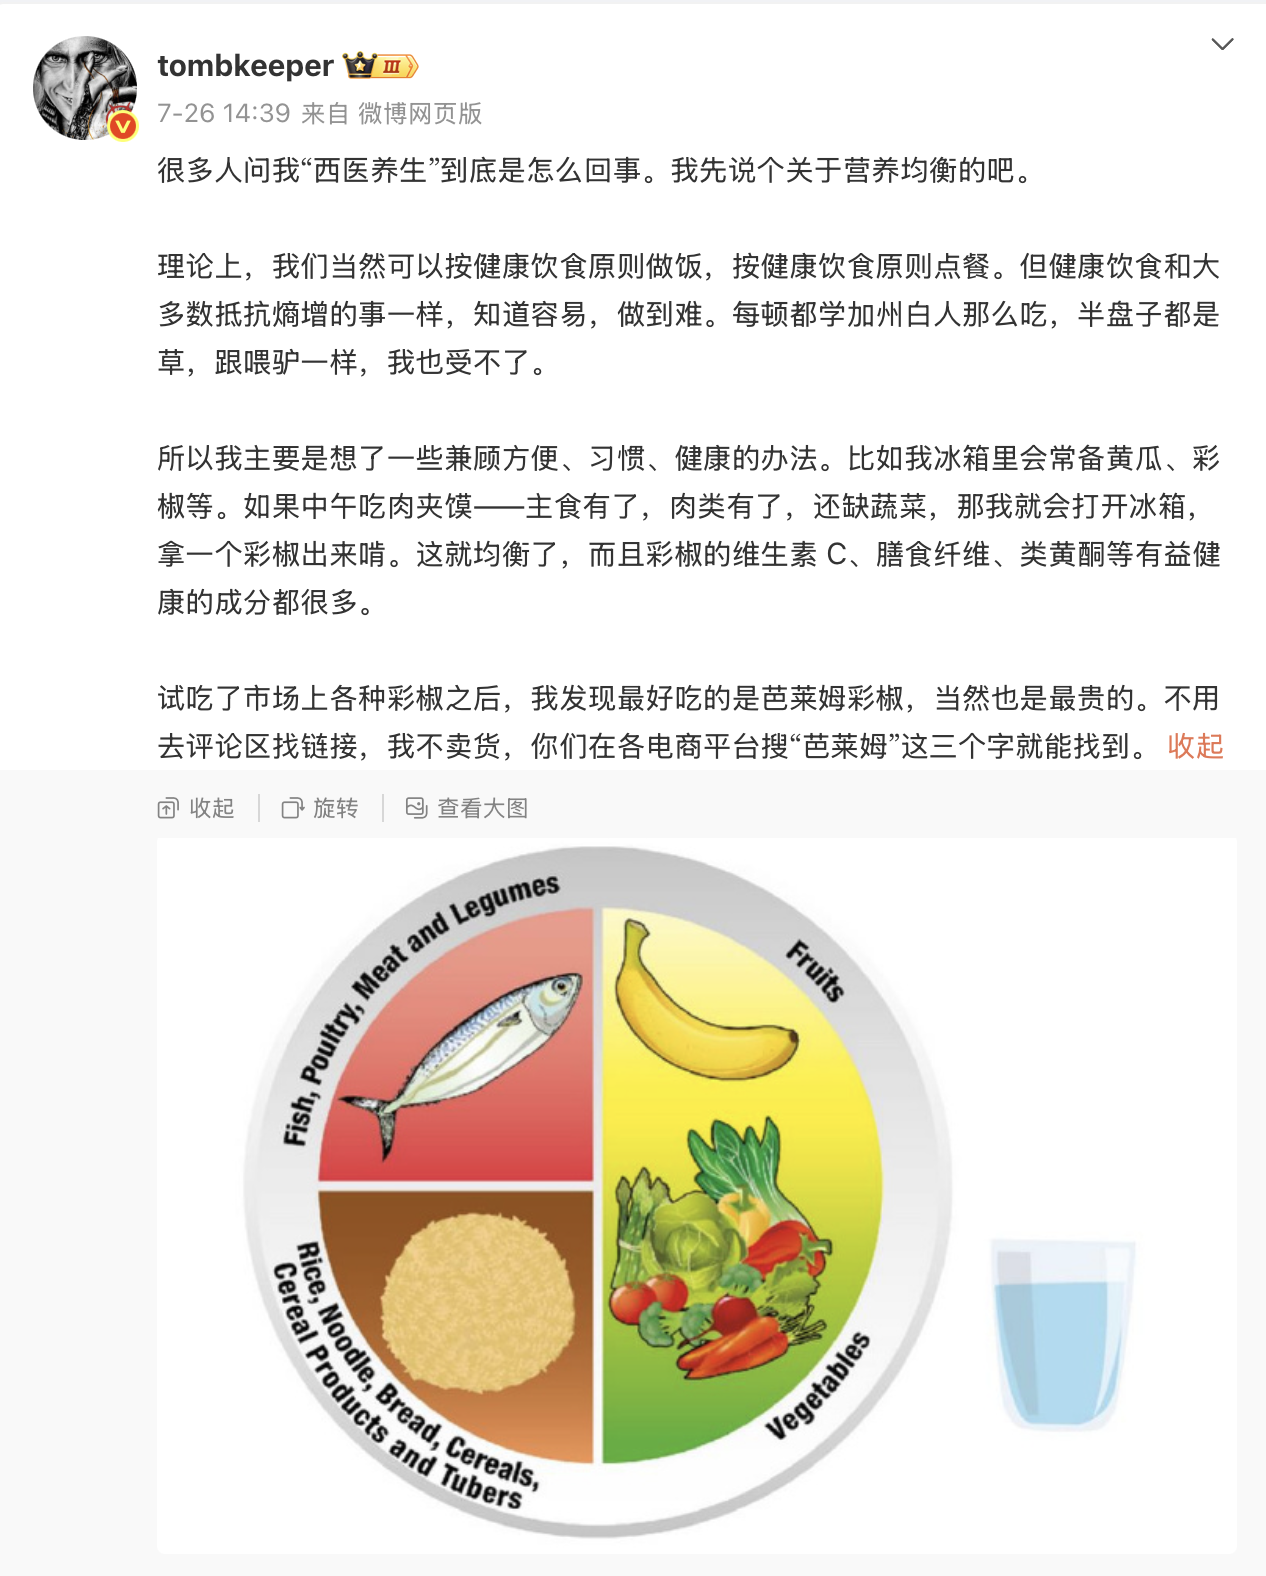 tombkeeper III
7-26 14:39 来自 微博网页版
很多人问我“西医养生”到底是怎么回事。我先说个关于营养均衡的吧。
理论上，我们当然可以按健康饮食原则做饭，按健康饮食原则点餐。但健康饮食和大
多数抵抗熵增的事一样，知道容易，做到难。每顿都学加州白人那么吃，半盘子都是
草，跟喂驴一样，我也受不了。
所以我主要是想了一些兼顾方便、习惯、健康的办法。比如我冰箱里会常备黄瓜、彩
椒等。如果中午吃肉夹馍——主食有了，肉类有了，还缺蔬菜，那我就会打开冰箱，
拿一个彩椒出来啃。这就均衡了，而且彩椒的维生素 C、膳食纤维、类黄酮等有益健
康的成分都很多。
试吃了市场上各种彩椒之后，我发现最好吃的是芭莱姆彩椒，当然也是最贵的。不用
去评论区找链接，我不卖货，你们在各电商平台搜“芭莱姆”这三个字就能找到。 收起
收起 旋转 查看大图
Fish, Poultry, Meat and Legumes
Fruits
Rice, Noodle, Bread, Cereals,
Cereal Products and Tubers
Vegetables